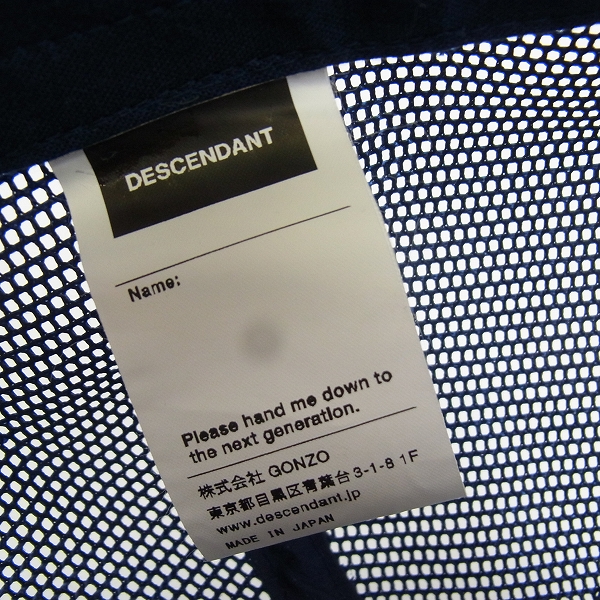 DESCENDANT
Name;
Please hand me down to
the next generation.
株式会社 GONZO
東京都目黒区青葉台3-1-8 1F
www.descendant.jp
MADE IN JAPAN